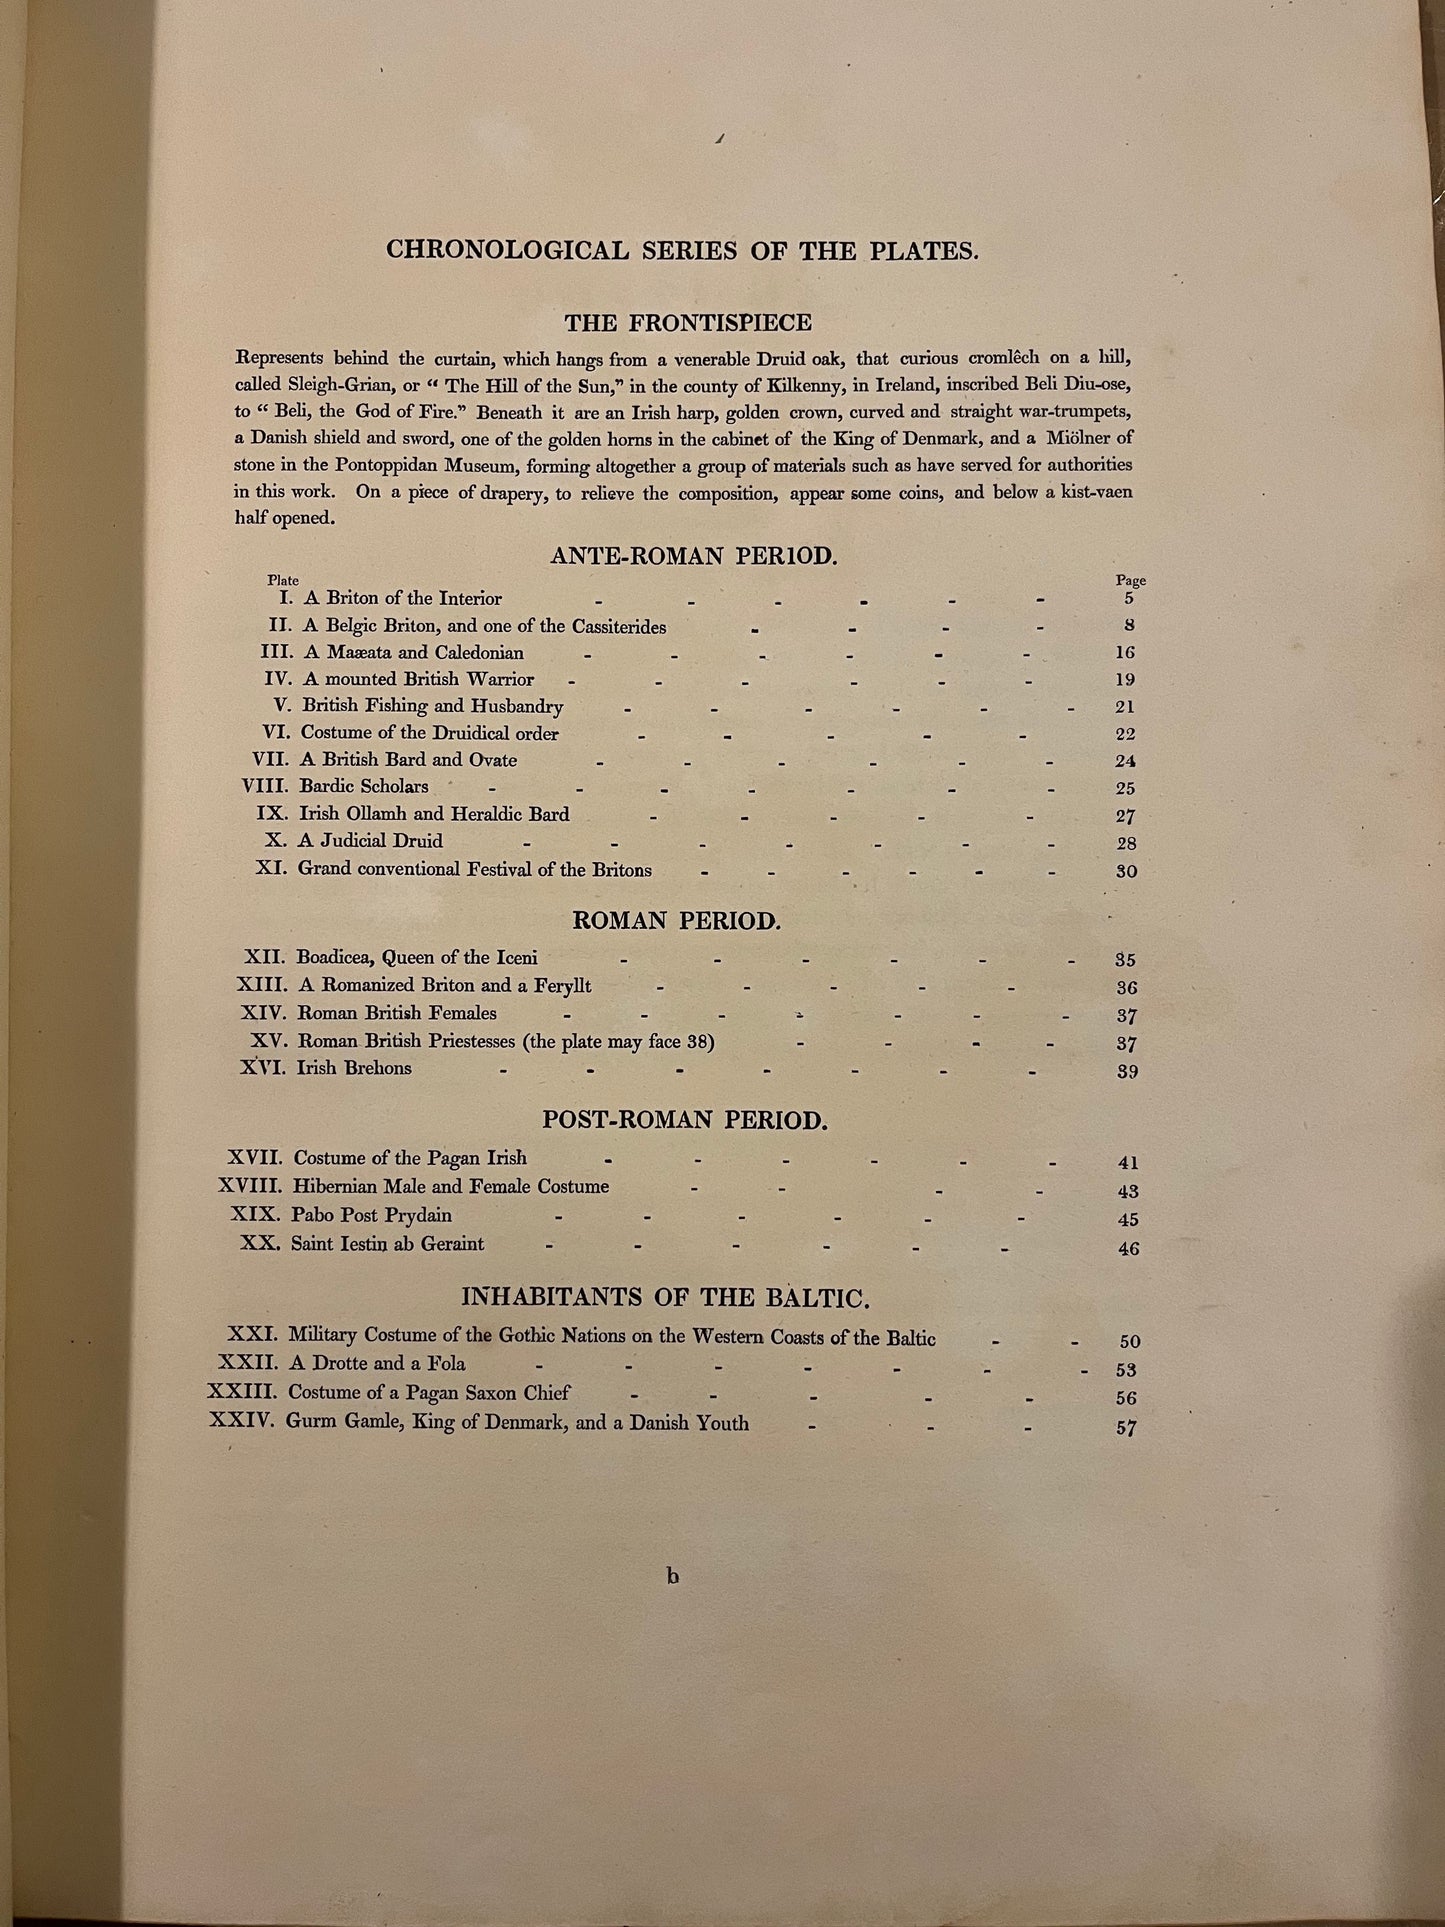 CHRONOLOGICAL SERIES OF THE PLATES.
THE FRONTISPIECE
Represents behind the curtain, which hangs from a venerable Druid oak, that curious cromlêch on a hill,
called Sleigh-Grian, or “ The Hill of the Sun,” in the county of Kilkenny, in Ireland, inscribed Beli Diu-ose,
to “ Beli, the God of Fire.” Beneath it are an Irish harp, golden crown, curved and straight war-trumpets,
a Danish shield and sword, one of the golden horns in the cabinet of the King of Denmark, and a Miölner of
stone in the Pontoppidan Museum, forming altogether a group of materials such as have served for authorities
in this work. On a piece of drapery, to relieve the composition, appear some coins, and below a kist-vaen
half opened.
ANTE-ROMAN PERIOD.
Plate Page
I. A Briton of the Interior - - - - - - 5
II. A Belgic Briton, and one of the Cassiterides - - - - 8
III. A Maæata and Caledonian - - - - - - 16
IV. A mounted British Warrior - - - - - - 19
V. British Fishing and Husbandry - - - - - - 21
VI. Costume of the Druidical order - - - - - 22
VII. A British Bard and Ovate - - - - - - 24
VIII. Bardic Scholars - - - - - - - 25
IX. Irish Ollamh and Heraldic Bard - - - - - 27
X. A Judicial Druid - - - - - - - 28
XI. Grand conventional Festival of the Britons - - - - - - 30
ROMAN PERIOD.
XII. Boadicea, Queen of the Iceni - - - - - - 35
XIII. A Romanized Briton and a Feryllt - - - - - 36
XIV. Roman British Females - - - - - - - 37
XV. Roman British Priestesses (the plate may face 38) - - - - 37
XVI. Irish Brehons - - - - - - - 39
POST-ROMAN PERIOD.
XVII. Costume of the Pagan Irish - - - - - - 41
XVIII. Hibernian Male and Female Costume - - - - 43
XIX. Pabo Post Prydain - - - - - - 45
XX. Saint Iestin ab Geraint - - - - - - 46
INHABITANTS OF THE BALTIC.
XXI. Military Costume of the Gothic Nations on the Western Coasts of the Baltic - - 50
XXII. A Drotte and a Fola - - - - - - - 53
XXIII. Costume of a Pagan Saxon Chief - - - - - 56
XXIV. Gurm Gamle, King of Denmark, and a Danish Youth - - - 57
b